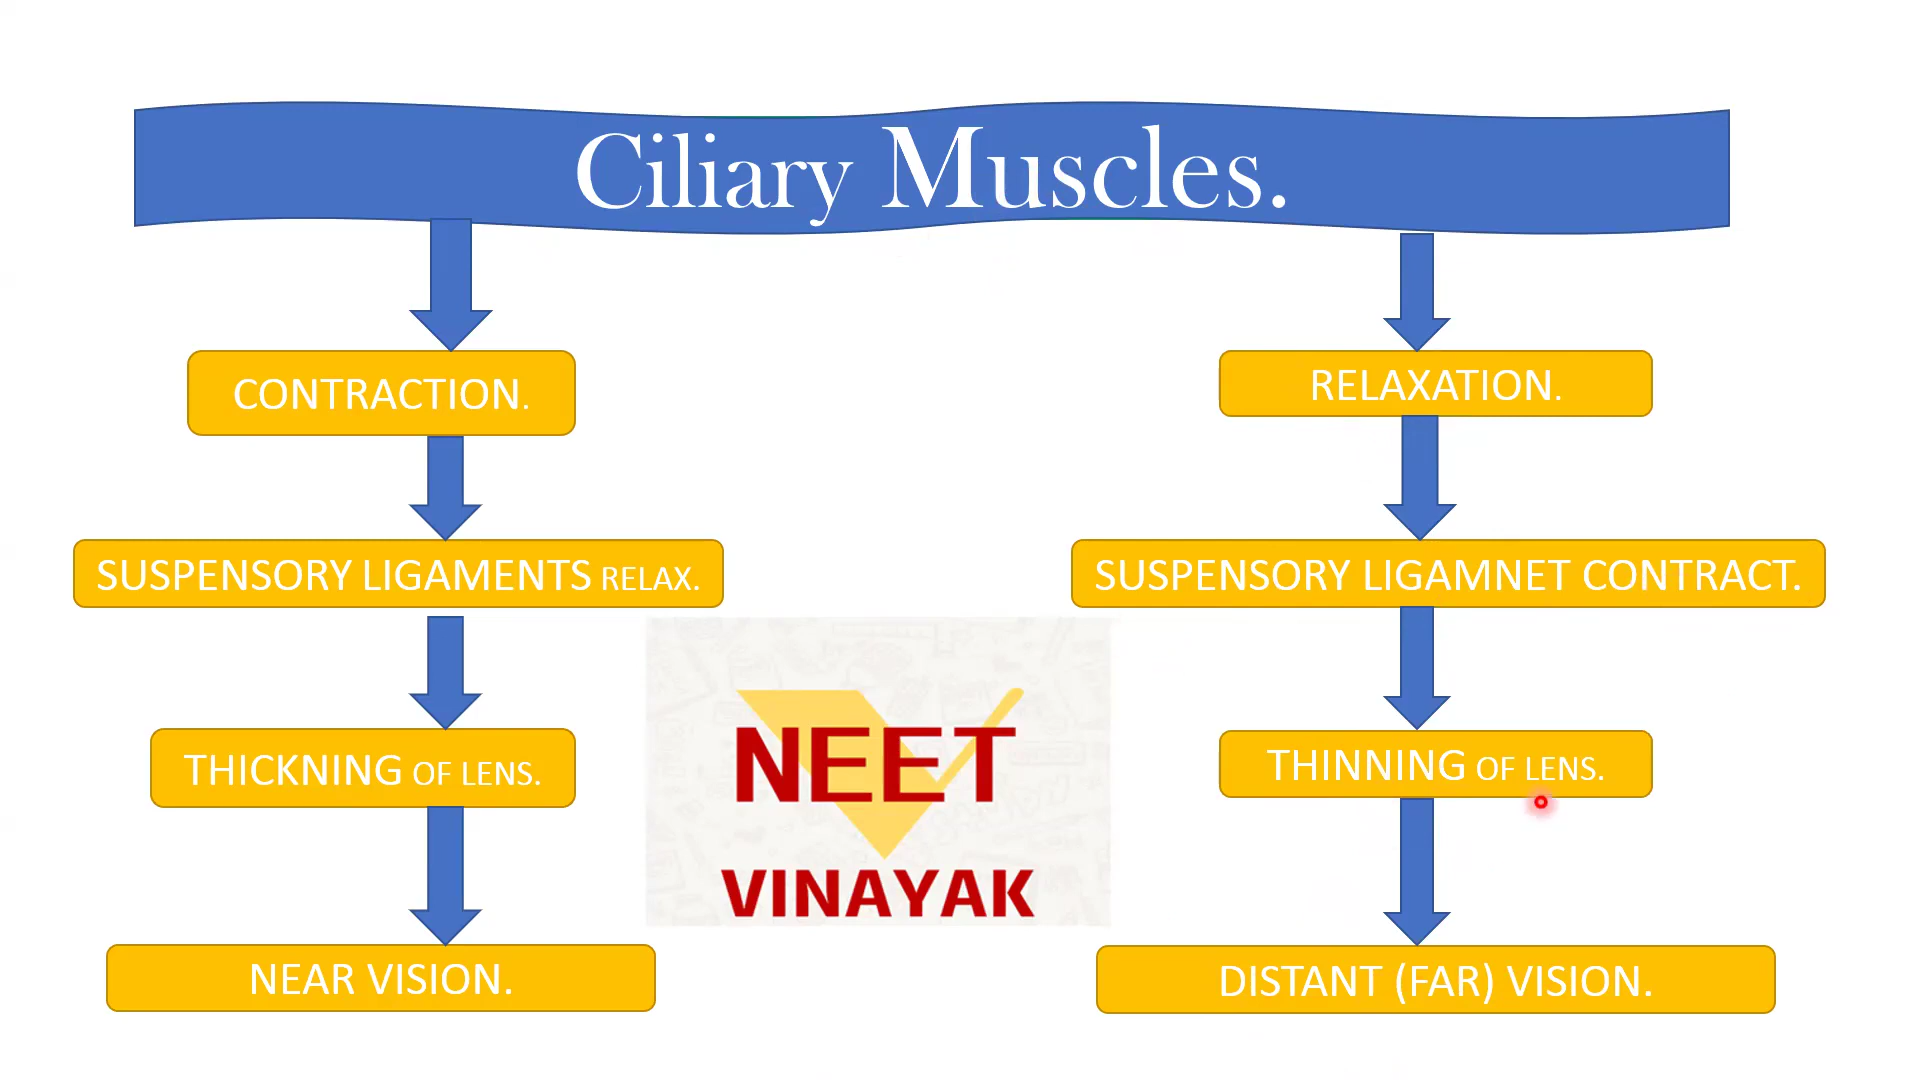 Ciliary Muscles.
CONTRACTION.
SUSPENSORY LIGAMENTS RELAX.
THICKNING OF LENS.
NEAR VISION.
RELAXATION.
SUSPENSORY LIGAMNET CONTRACT.
THINNING OF LENS.
DISTANT (FAR) VISION.
NEET
VINAYAK